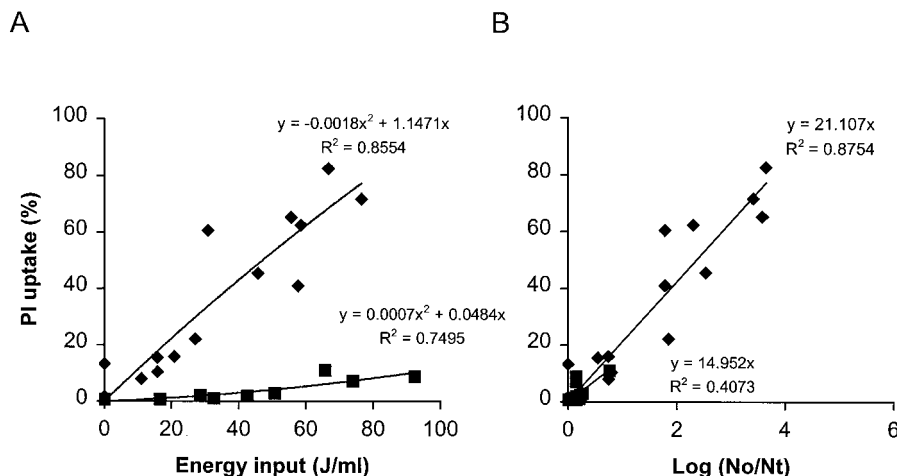 A
B
PI uptake (%)
100
80
60
40
20
0
y = -0.0018x² + 1.1471x
R² = 0.8554
y = 0.0007x² + 0.0484x
R² = 0.7495
0 20 40 60 80 100
Energy input (J/ml)
100
80
60
40
20
0
y = 21.107x
R² = 0.8754
y = 14.952x
R² = 0.4073
0 2 4 6
Log (No/Nt)